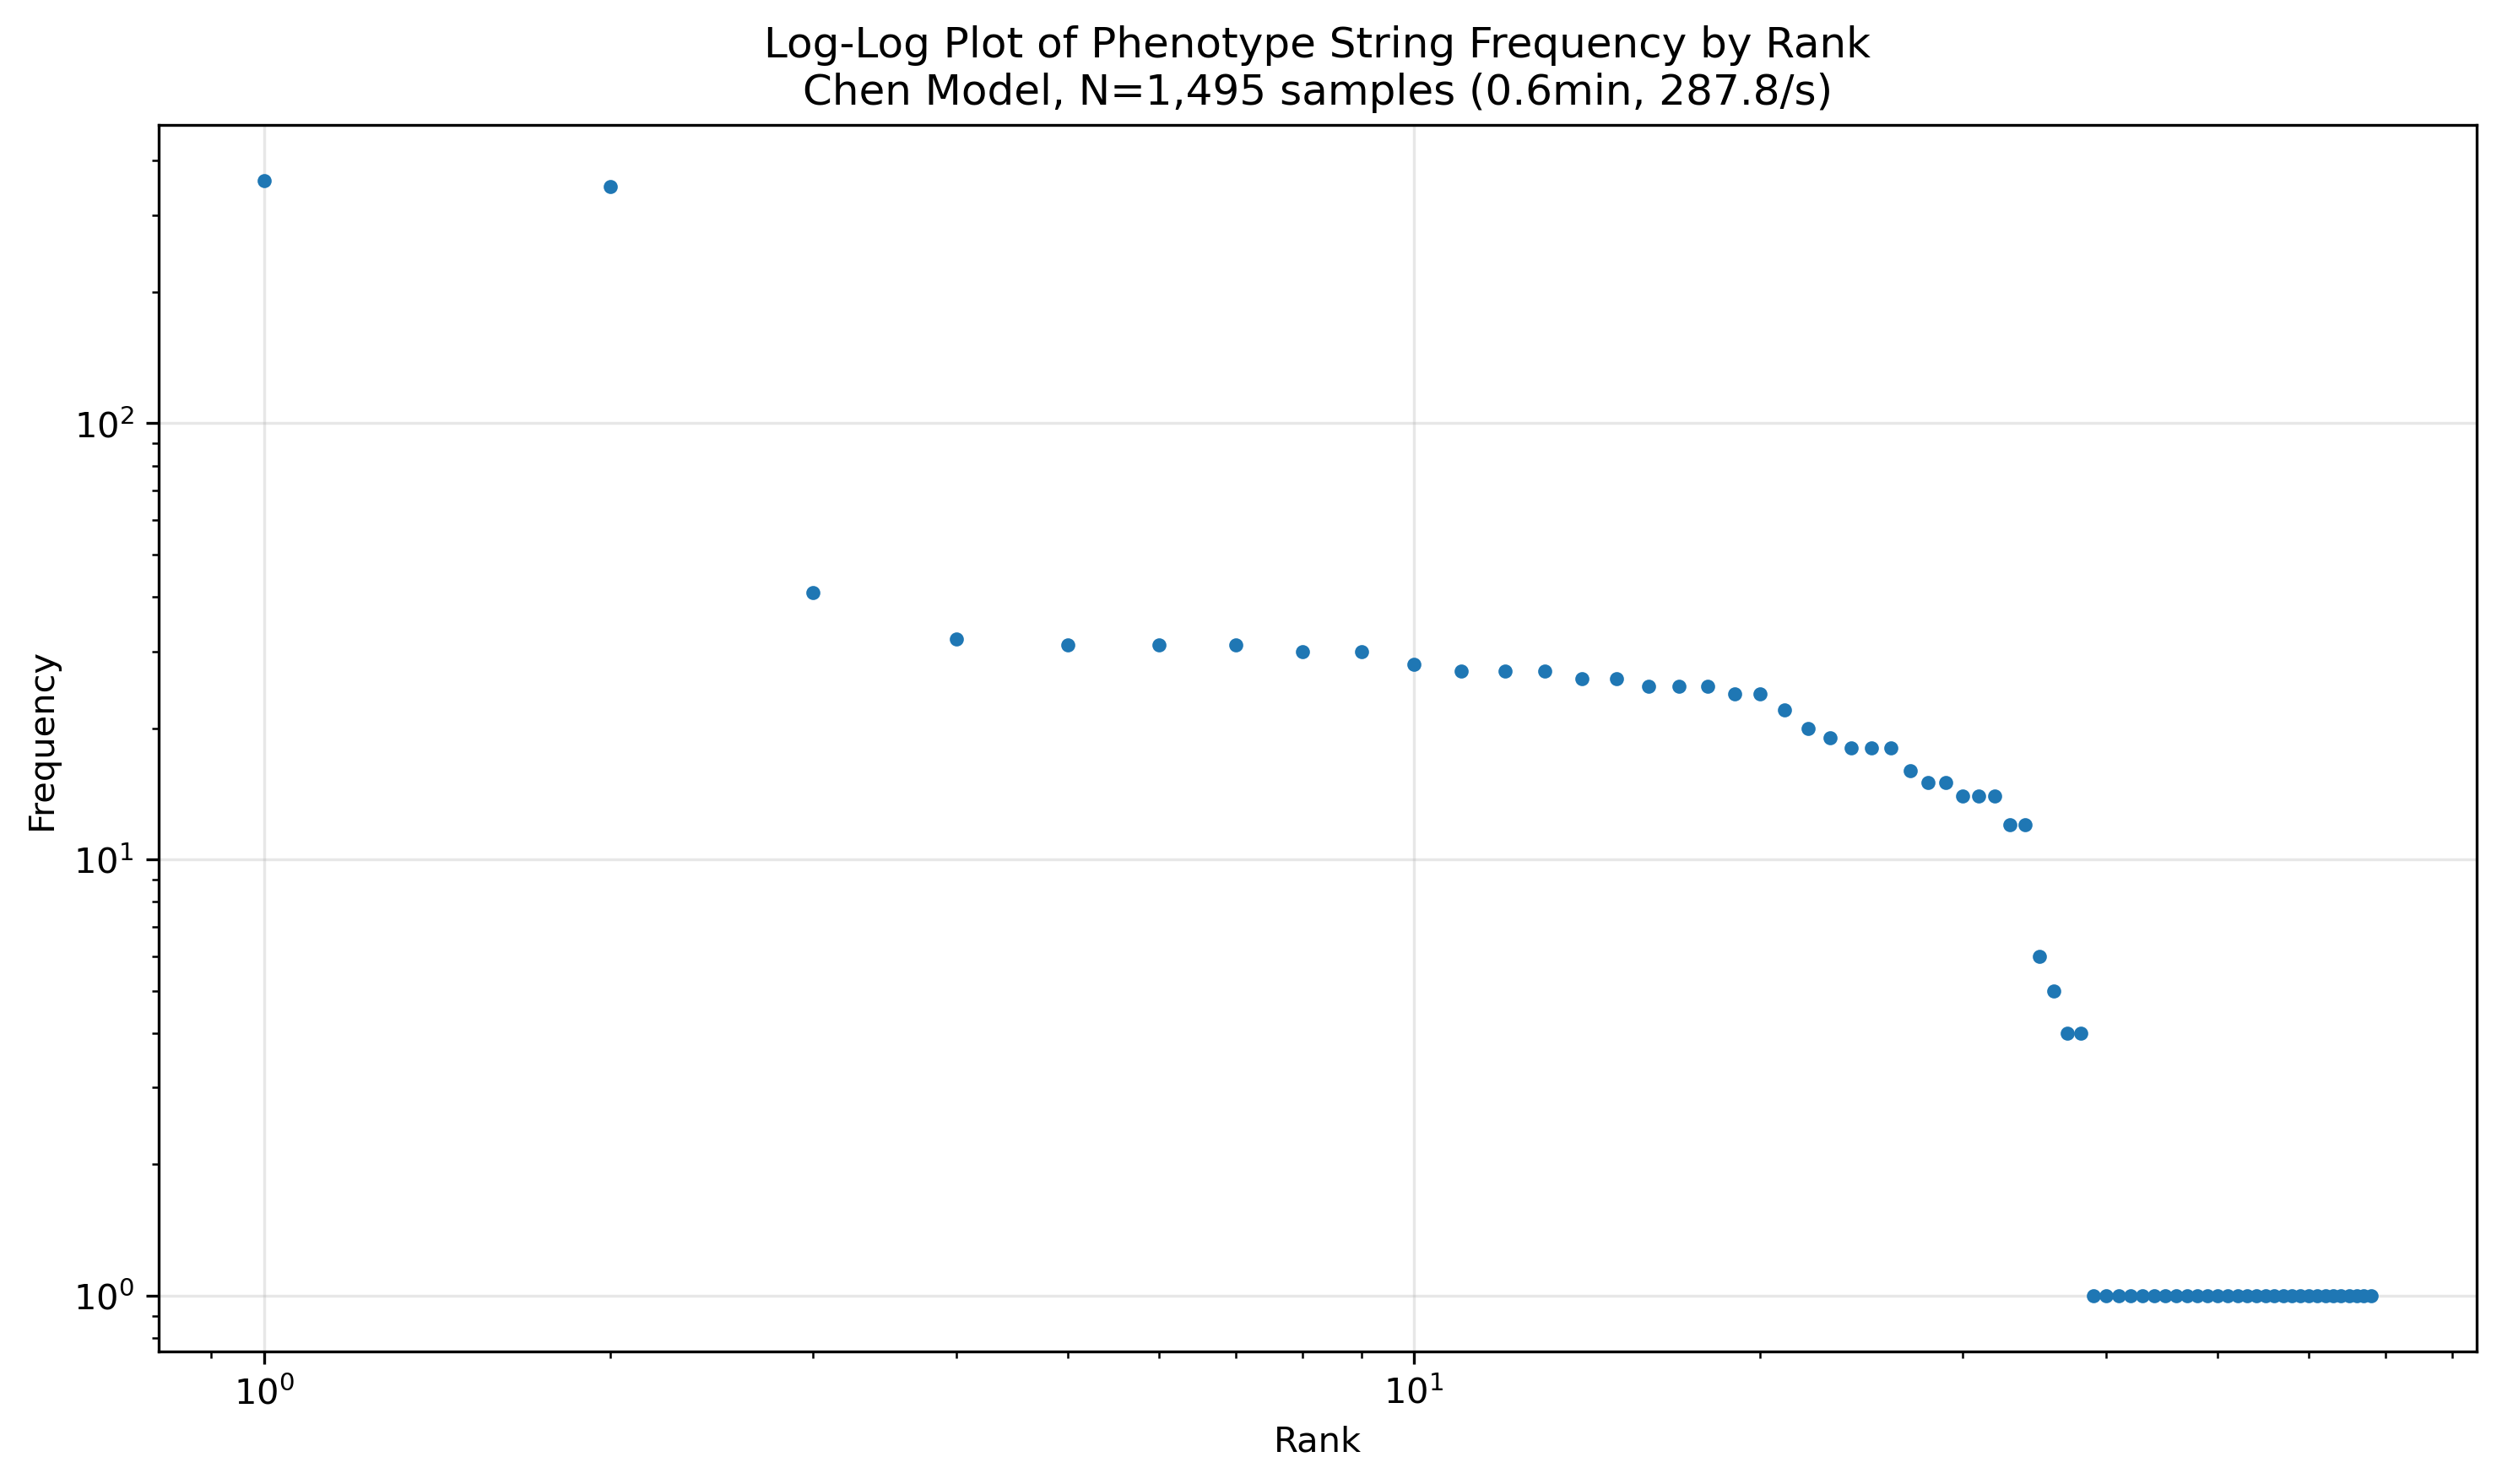 Log-Log Plot of Phenotype String Frequency by Rank
Chen Model, N=1,495 samples (0.6min, 287.8/s)
Frequency
10²
10¹
10⁰
10⁰
10¹
Rank